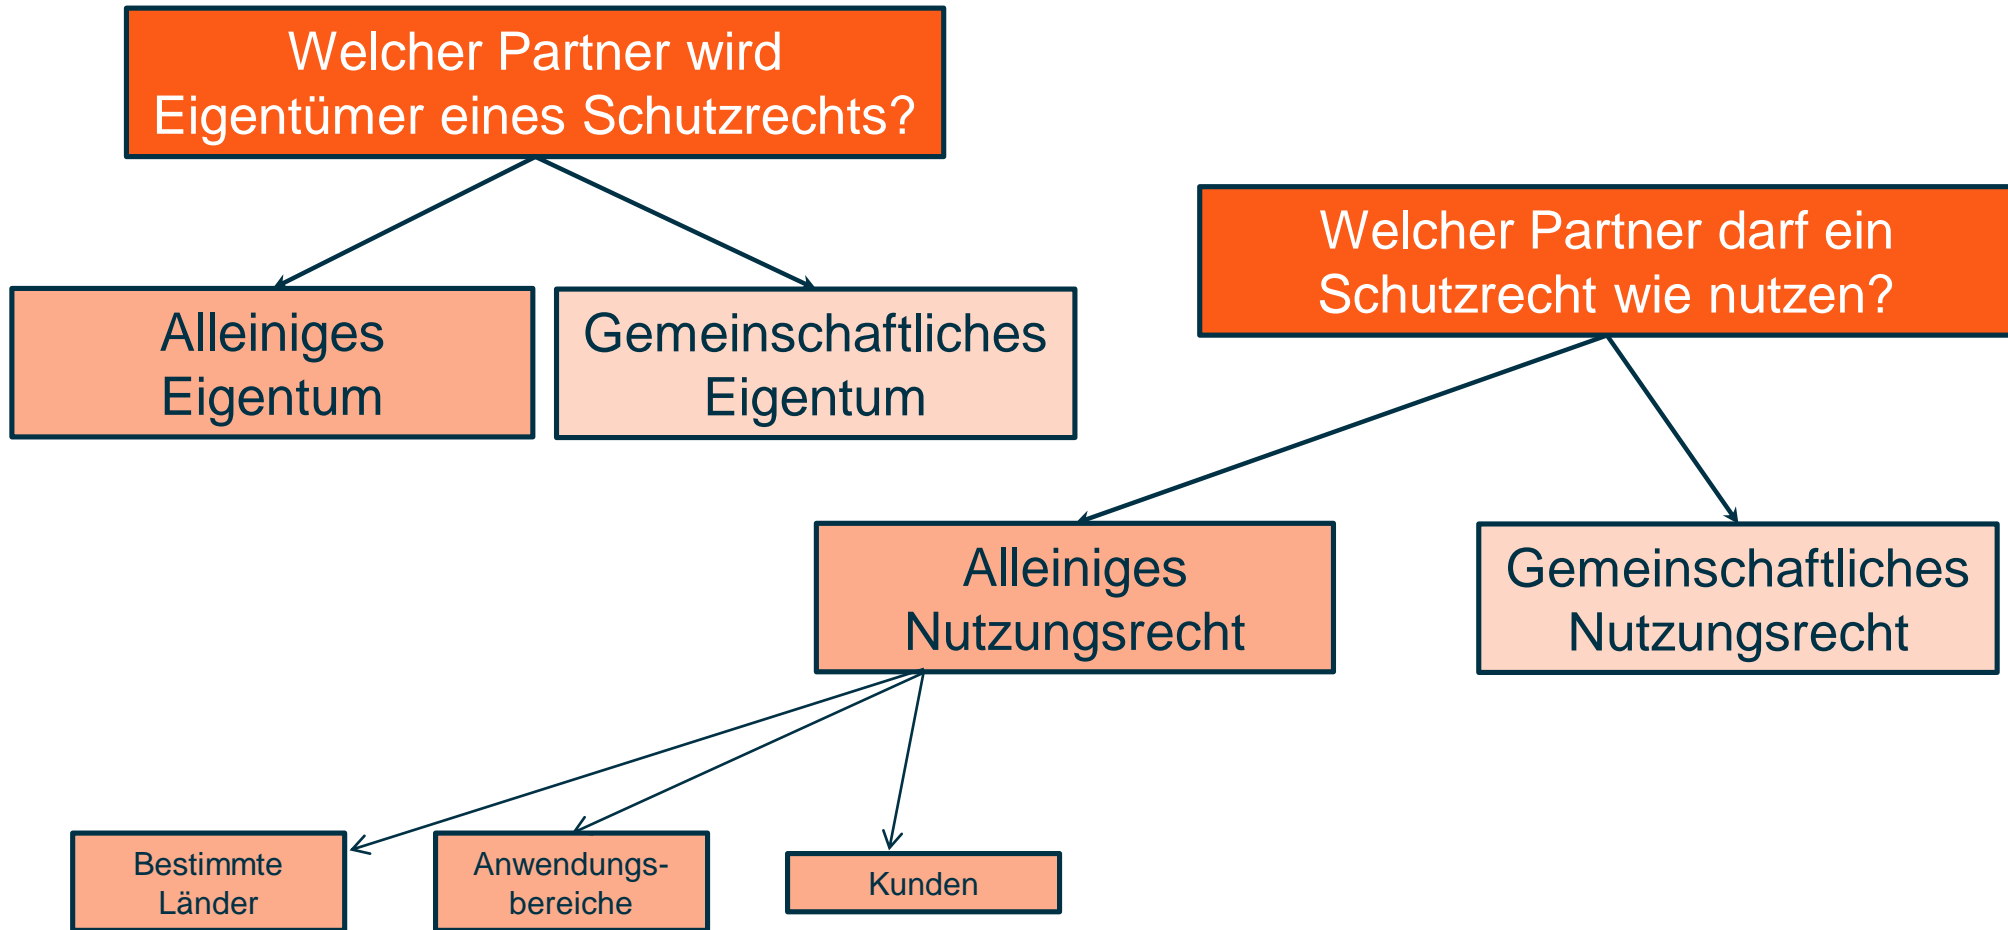 Welcher Partner wird
Eigentümer eines Schutzrechts?
Welcher Partner darf ein
Schutzrecht wie nutzen?
Alleiniges
Eigentum
Gemeinschaftliches
Eigentum
Alleiniges
Nutzungsrecht
Gemeinschaftliches
Nutzungsrecht
Bestimmte
Länder
Anwendungs-
bereiche
Kunden